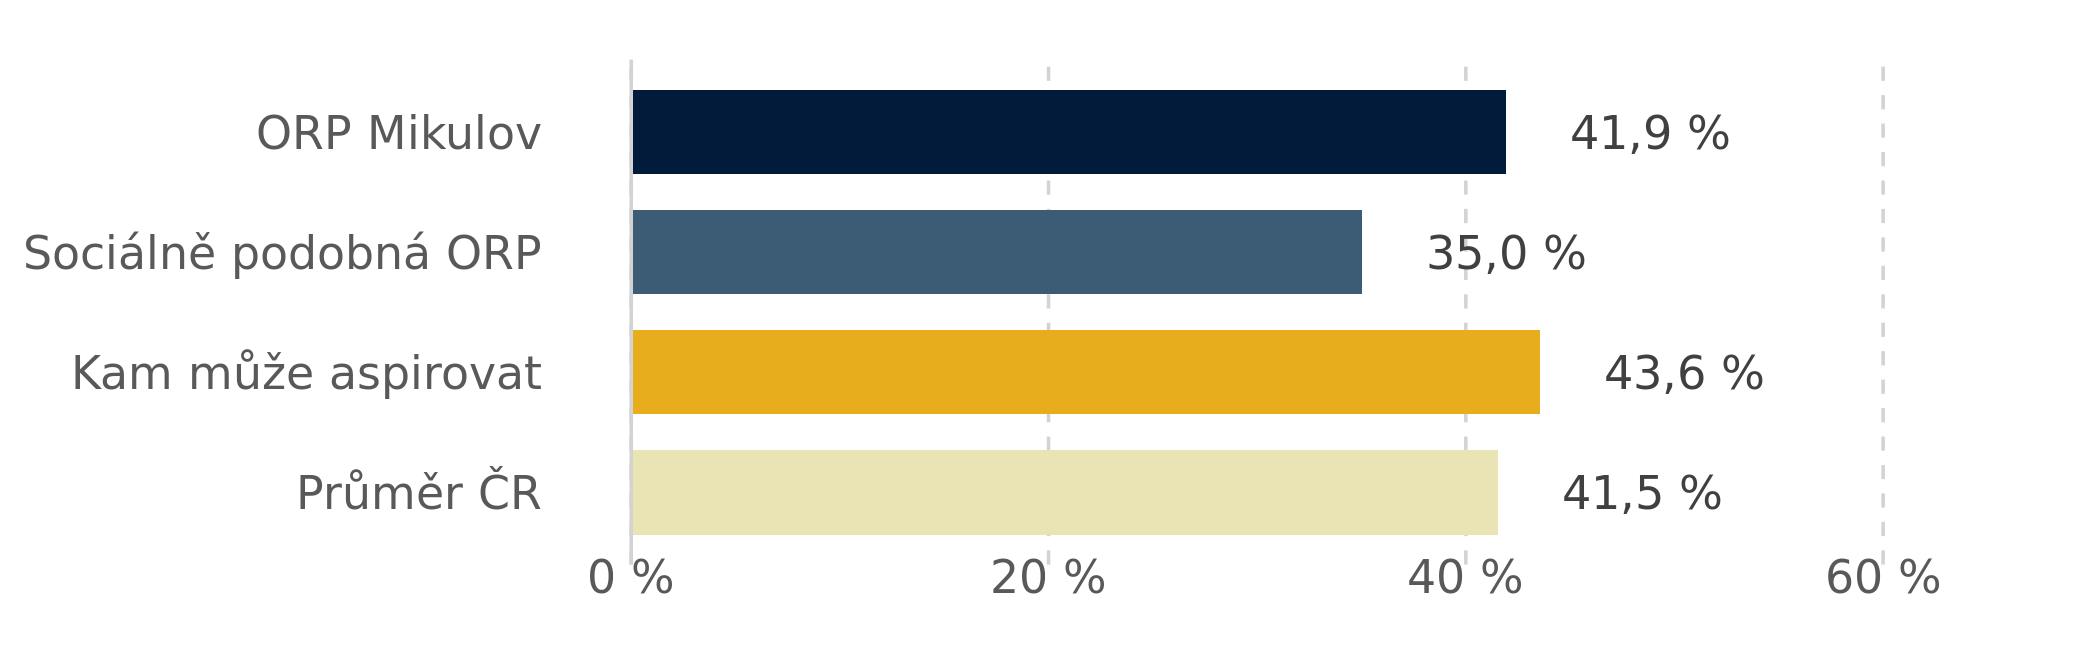 ORP Mikulov
41,9 %
Sociálně podobná ORP
35,0 %
Kam může aspirovat
43,6 %
Průměr ČR
41,5 %
0 %
20 %
40 %
60 %